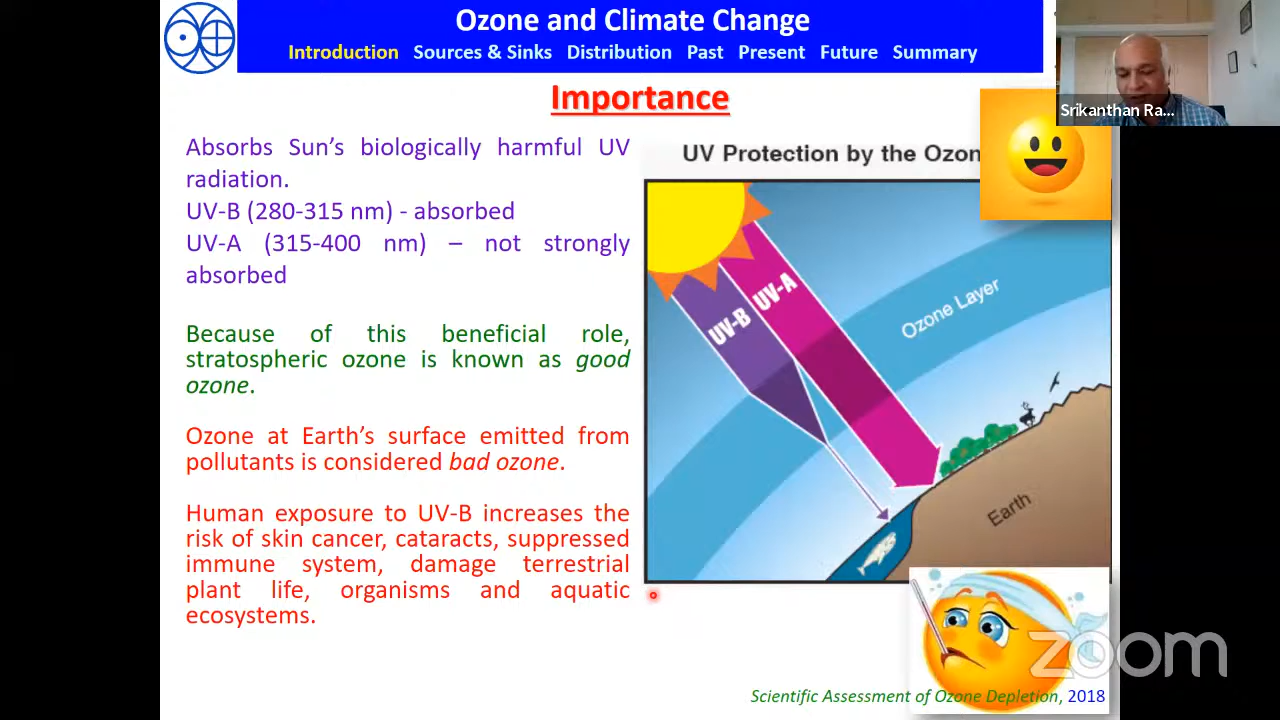 Ozone and Climate Change
Introduction Sources & Sinks Distribution Past Present Future Summary
Srikanthan Ra...
Importance
Absorbs Sun's biologically harmful UV
radiation.
UV-B (280-315 nm) - absorbed
UV-A (315-400 nm) – not strongly
absorbed
Because of this beneficial role,
stratospheric ozone is known as good
ozone.
Ozone at Earth's surface emitted from
pollutants is considered bad ozone.
Human exposure to UV-B increases the
risk of skin cancer, cataracts, suppressed
immune system, damage terrestrial
plant life, organisms and aquatic
ecosystems.
UV Protection by the Ozon
UV-B
UV-A
Ozone Layer
Earth
zoom
Scientific Assessment of Ozone Depletion, 2018